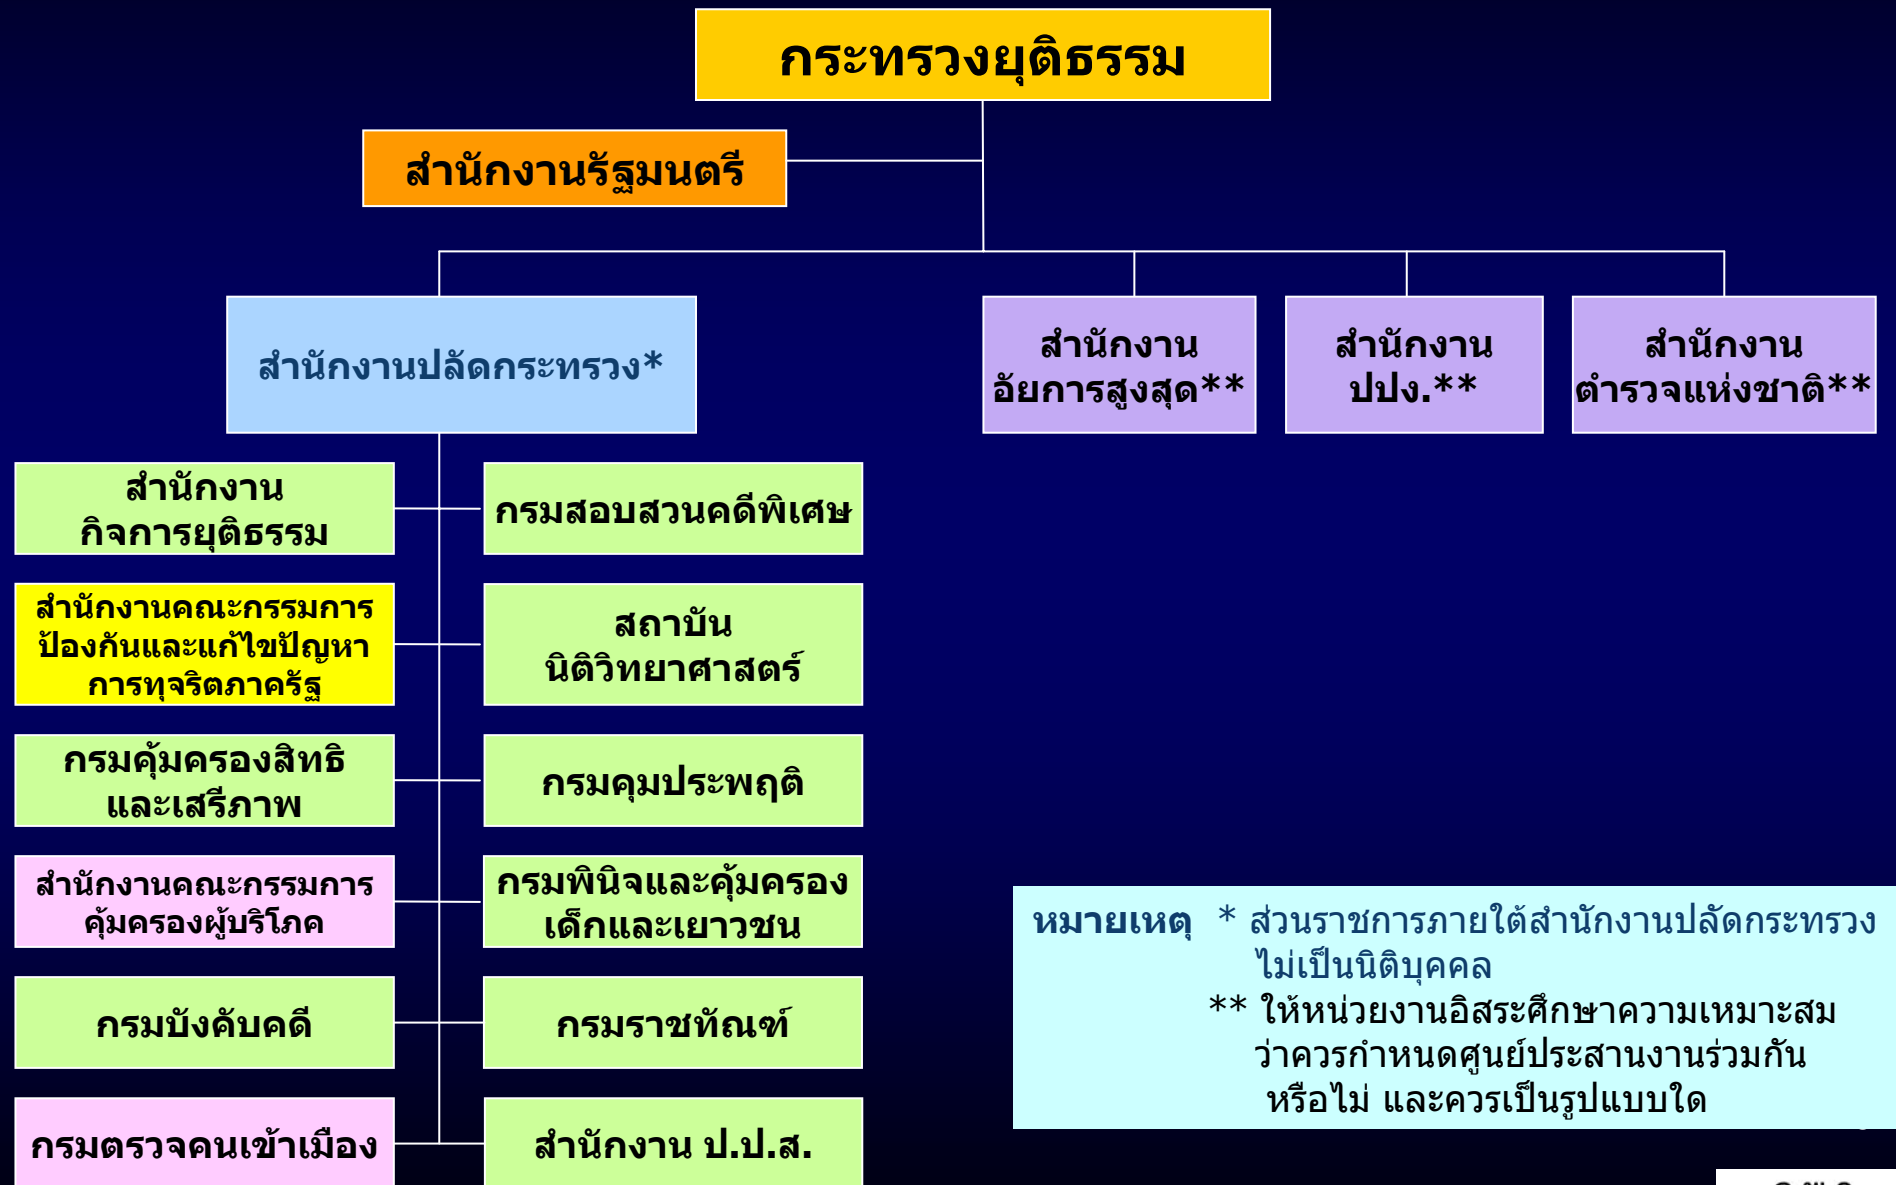 กระทรวงยุติธรรม
สำนักงานรัฐมนตรี
สำนักงานปลัดกระทรวง*
สำนักงาน
อัยการสูงสุด**
สำนักงาน
ปปง.**
สำนักงาน
ตำรวจแห่งชาติ**
สำนักงาน
กิจการยุติธรรม
กรมสอบสวนคดีพิเศษ
สำนักงานคณะกรรมการ
ป้องกันและแก้ไขปัญหา
การทุจริตภาครัฐ
สถาบัน
นิติวิทยาศาสตร์
กรมคุ้มครองสิทธิ
และเสรีภาพ
กรมคุมประพฤติ
สำนักงานคณะกรรมการ
คุ้มครองผู้บริโภค
กรมพินิจและคุ้มครอง
เด็กและเยาวชน
กรมบังคับคดี
กรมราชทัณฑ์
กรมตรวจคนเข้าเมือง
สำนักงาน ป.ป.ส.
หมายเหตุ * ส่วนราชการภายใต้สำนักงานปลัดกระทรวง
ไม่เป็นนิติบุคคล
** ให้หน่วยงานอิสระศึกษาความเหมาะสม
ว่าควรกำหนดศูนย์ประสานงานร่วมกัน
หรือไม่ และควรเป็นรูปแบบใด